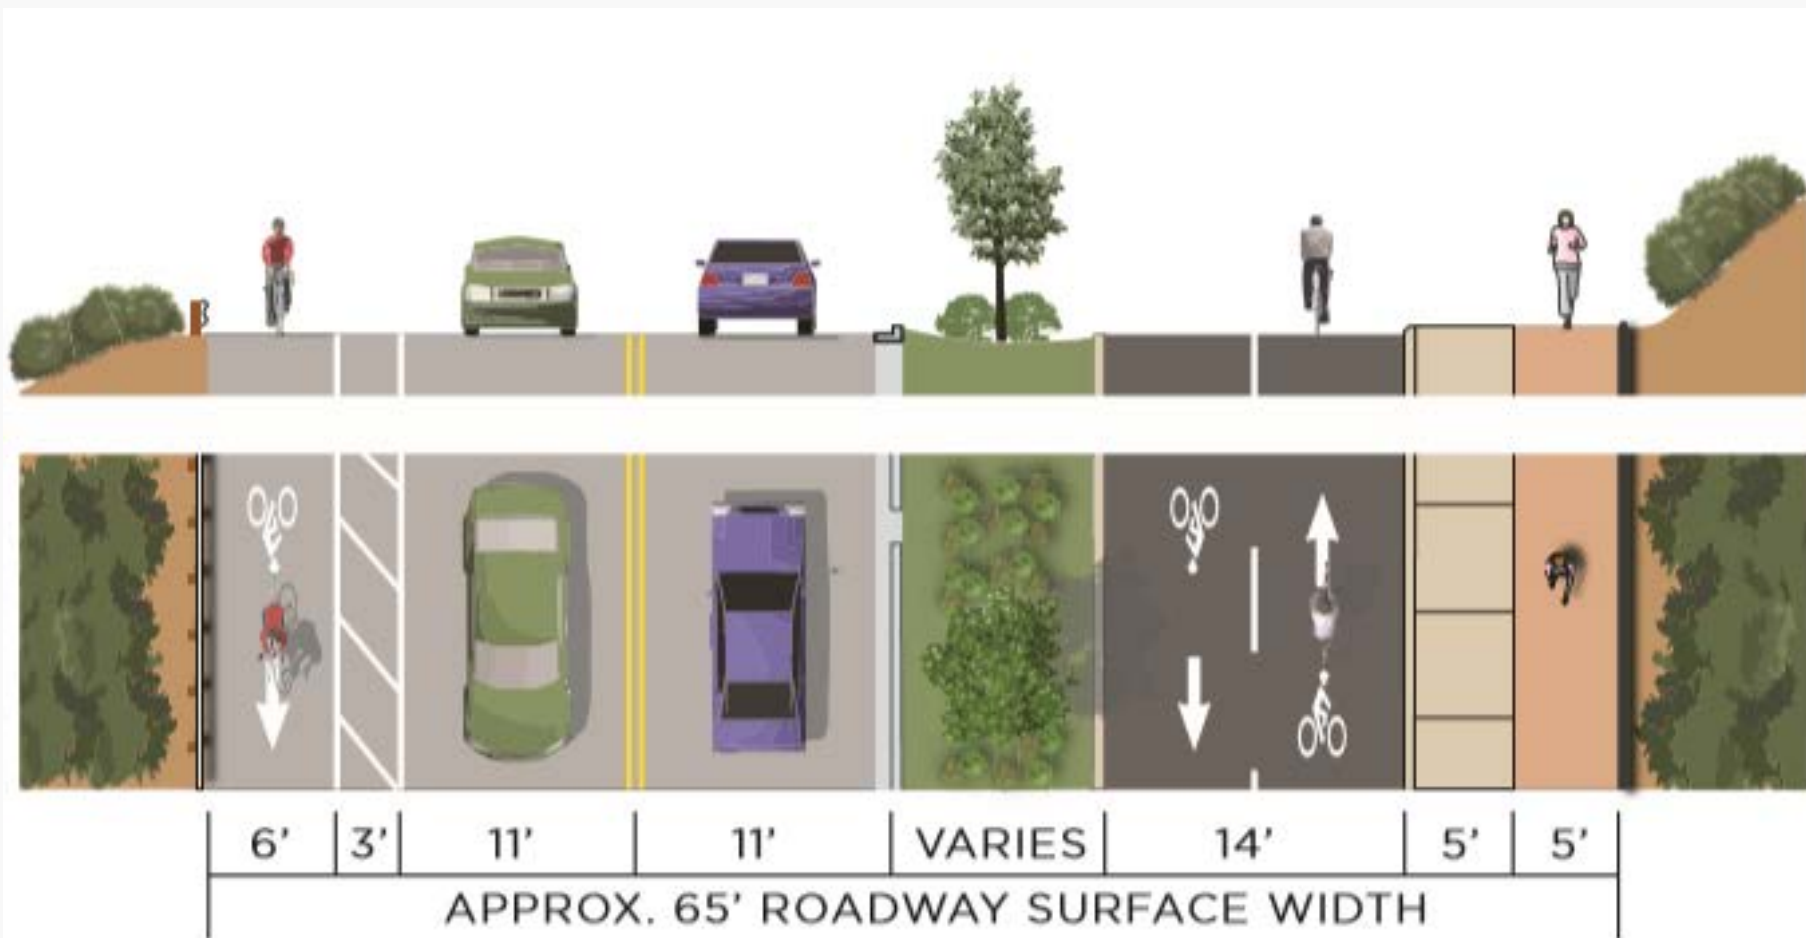 6' 3' 11' 11' VARIES 14' 5' 5'
APPROX. 65' ROADWAY SURFACE WIDTH